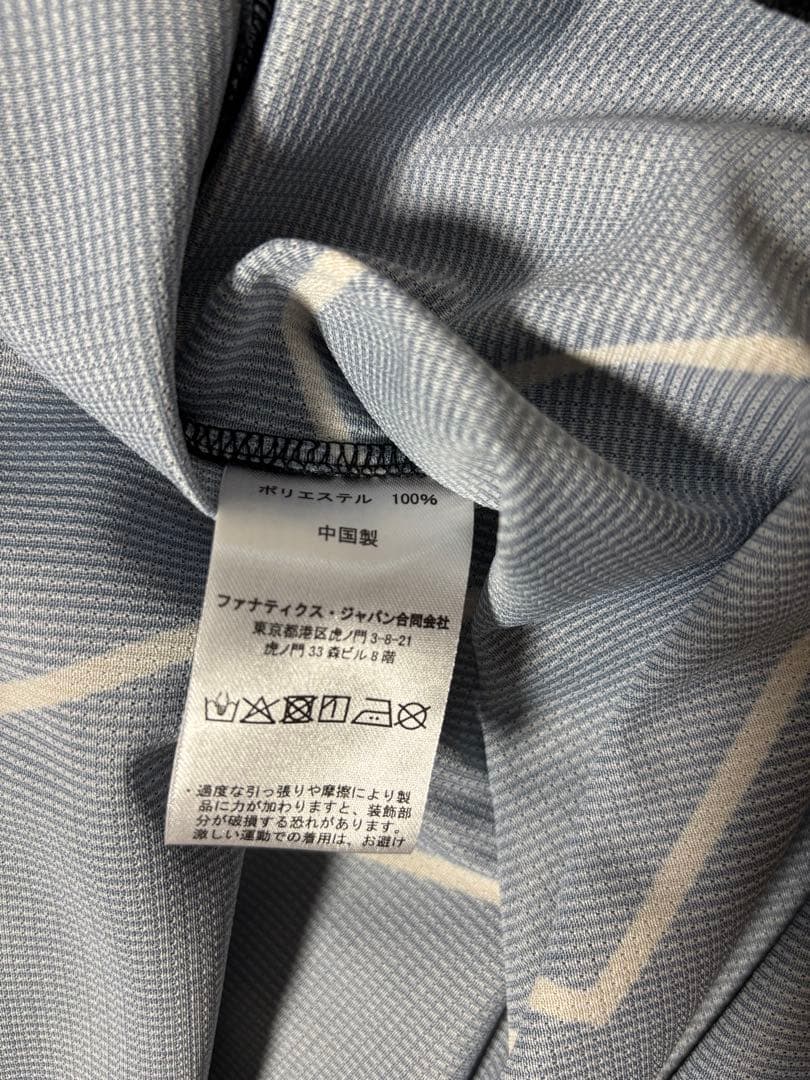 ポリエステル 100%
中国製
ファナティクス・ジャパン合同会社
東京都港区虎ノ門3-8-21
虎ノ門 33 森ビル 8 階
・過度な引っ張りや摩擦により製
品に力が加わりますと、装飾部
分が破損する恐れがあります。
激しい運動での着用は、お避け